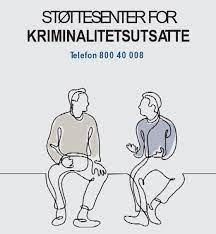 STØTTESENTER FOR
KRIMINALITETSUTSATTE
Telefon 800 40 008